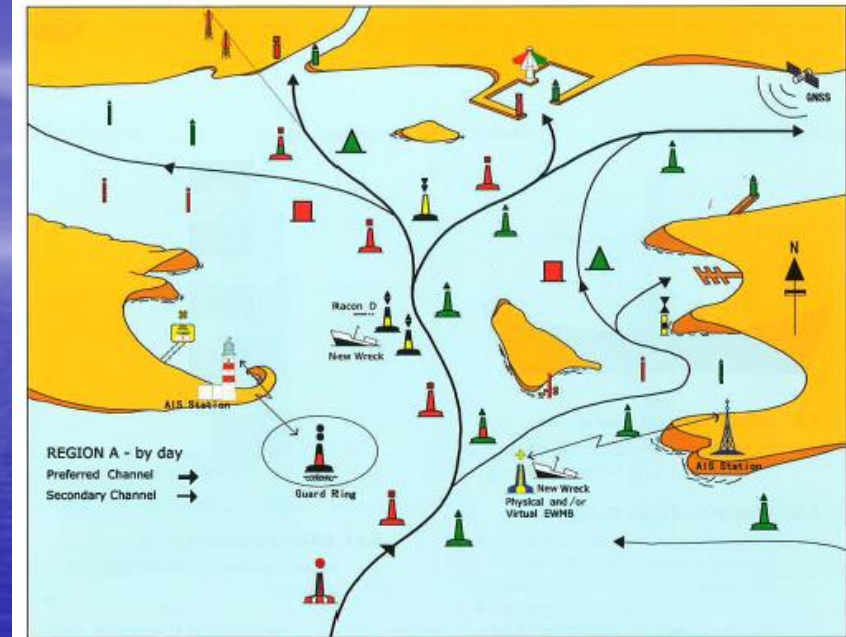 GNSS
N
Racon D
New Wreck
AIS Station
REGION A - by day
Preferred Channel
Secondary Channel
Guard Ring
New Wreck
Physical and/or
Virtual EWMB
AIS Station